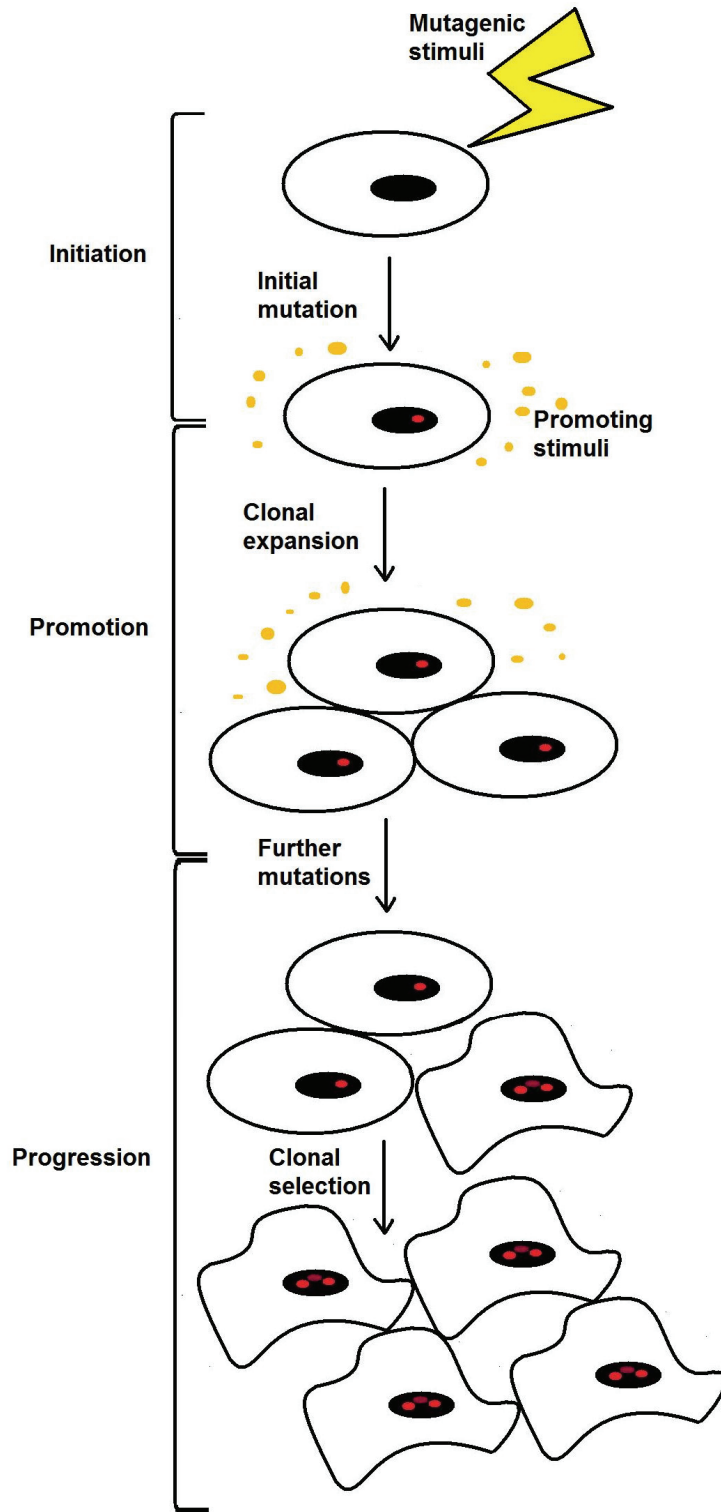 Mutagenic
stimuli
Initiation
Initial
mutation
Promoting
stimuli
Clonal
expansion
Promotion
Further
mutations
Progression
Clonal
selection